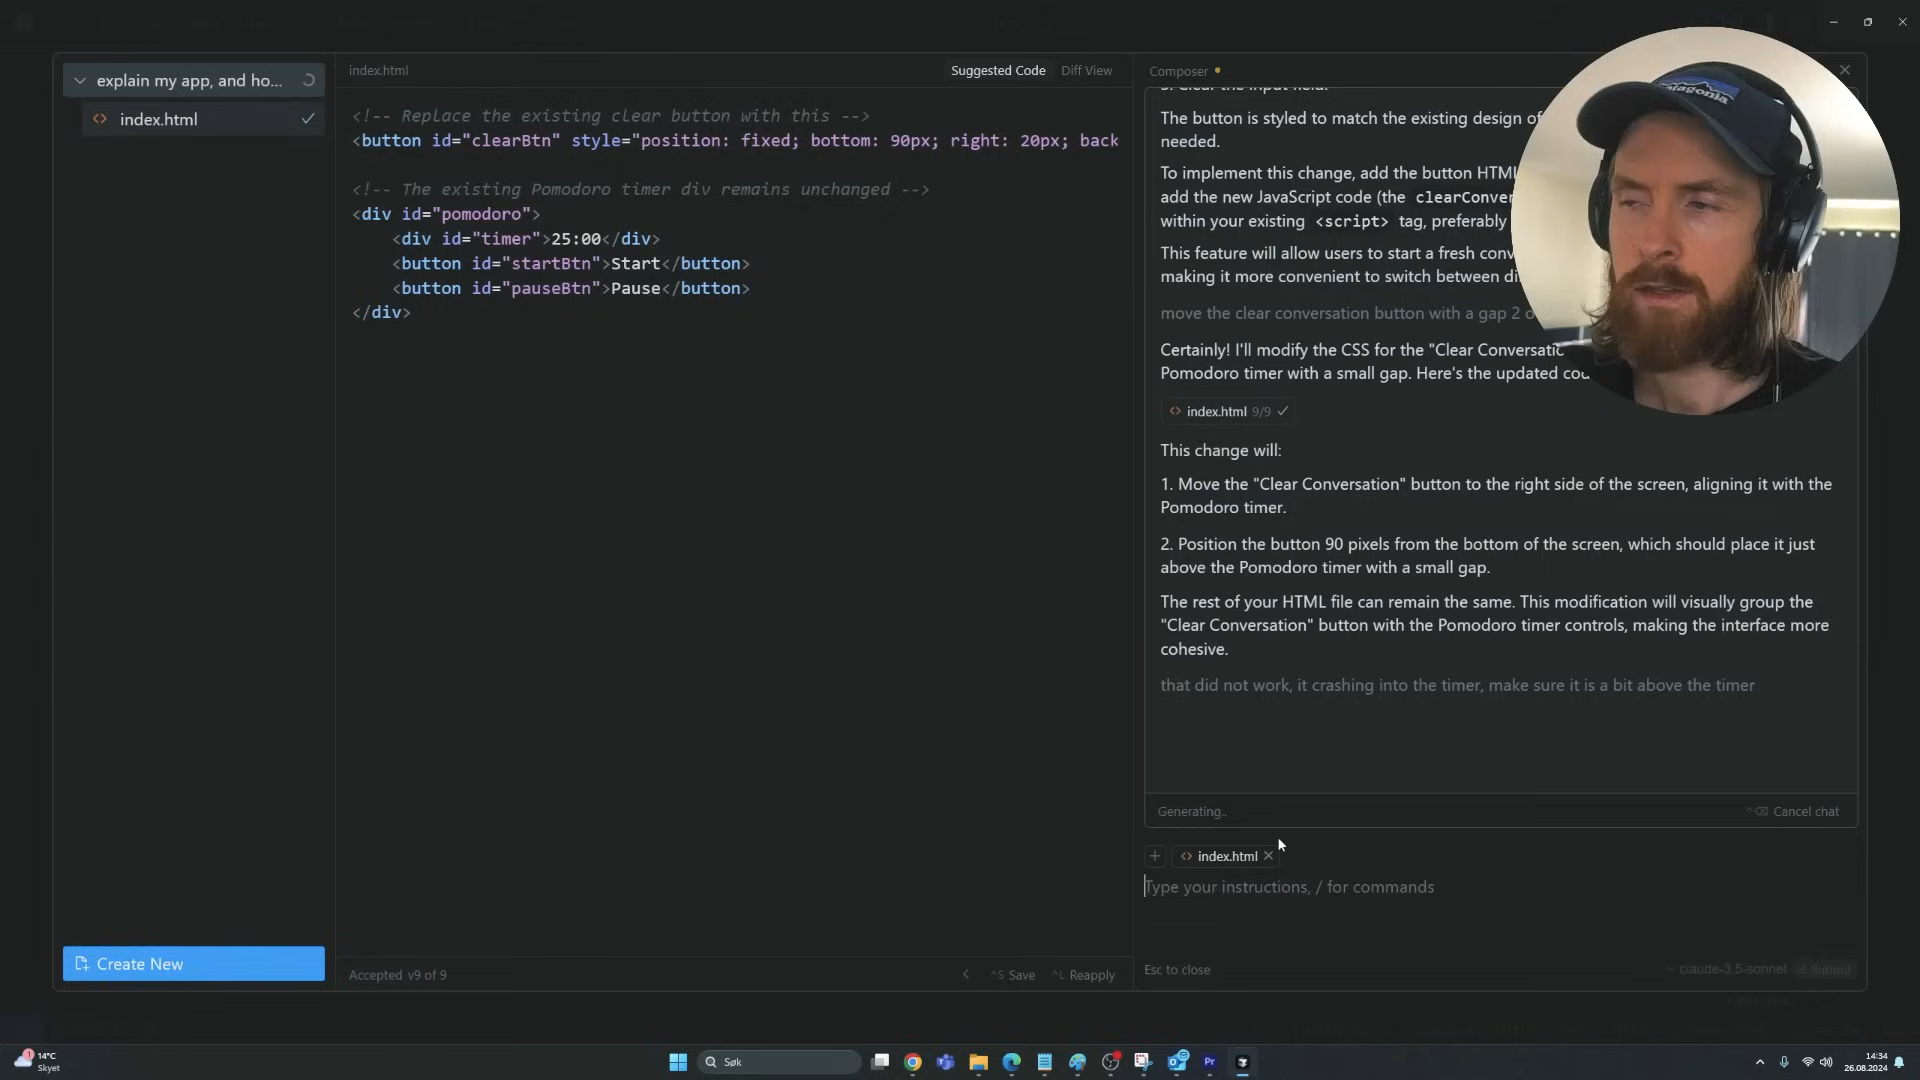 explain my app, and ho...
index.html
Create New
index.html
Suggested Code
Diff View
<!-- Replace the existing clear button with this -->
<button id="clearBtn" style="position: fixed; bottom: 90px; right: 20px; back
<!-- The existing Pomodoro timer div remains unchanged -->
<div id="pomodoro">
<div id="timer">25:00</div>
<button id="startBtn">Start</button>
<button id="pauseBtn">Pause</button>
</div>
Accepted v9 of 9
^S Save
^L Reapply
Composer
The button is styled to match the existing design of
needed.
To implement this change, add the button HTML
add the new JavaScript code (the clearConver
within your existing <script> tag, preferably
This feature will allow users to start a fresh conv
making it more convenient to switch between di
move the clear conversation button with a gap 2 o
Certainly! I'll modify the CSS for the "Clear Conversatic
Pomodoro timer with a small gap. Here's the updated cod
index.html 9/9
This change will:
1. Move the "Clear Conversation" button to the right side of the screen, aligning it with the
Pomodoro timer.
2. Position the button 90 pixels from the bottom of the screen, which should place it just
above the Pomodoro timer with a small gap.
The rest of your HTML file can remain the same. This modification will visually group the
"Clear Conversation" button with the Pomodoro timer controls, making the interface more
cohesive.
that did not work, it crashing into the timer, make sure it is a bit above the timer
Generating..
Cancel chat
index.html
Type your instructions, / for commands
Esc to close
claude-3.5-sonnet
Submit
patagonia
14°C
Skyet
Søk
Pr
14:34
26.08.2024